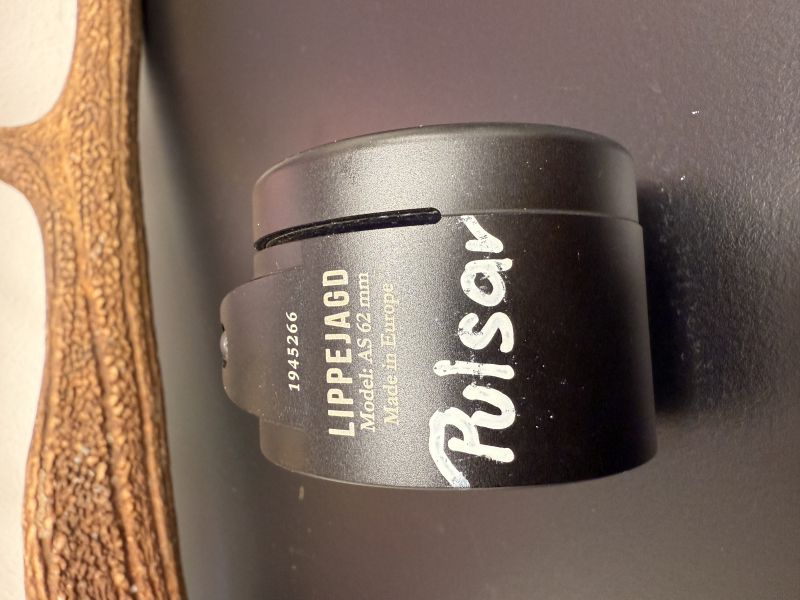 1945266
LIPPEJAGD
Model: AS 62 mm
Made in Europe
Pulsar